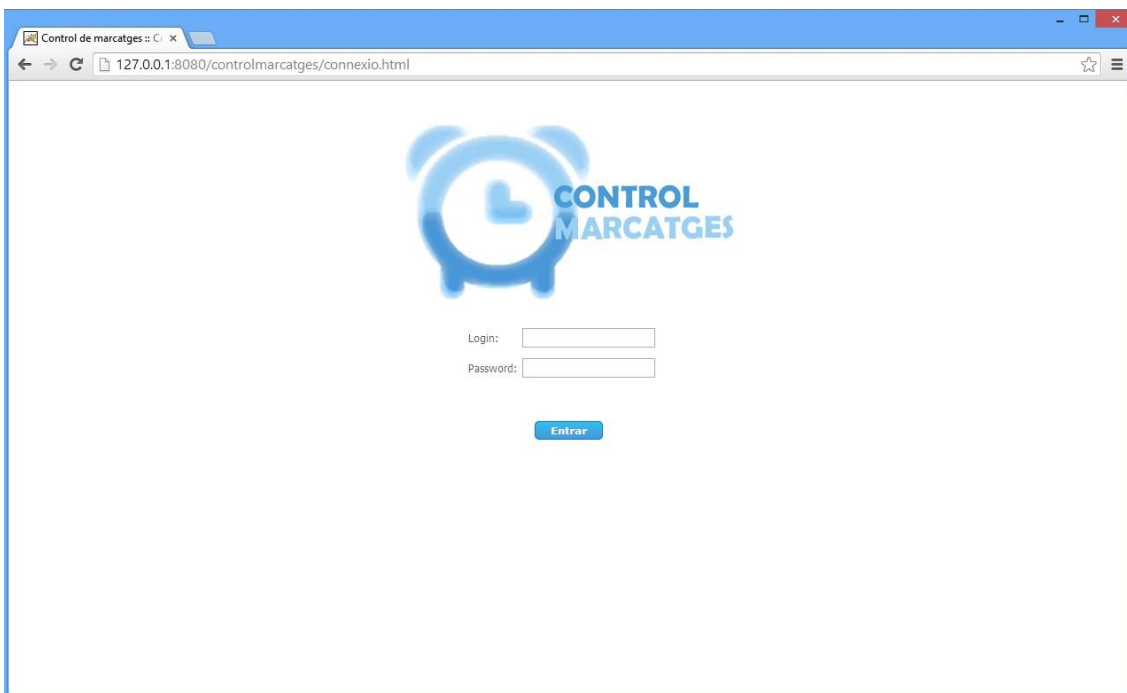 Control de marcatges :: C
127.0.0.1:8080/controlmarcatges/connexio.html
CONTROL
MARCATGES
Login:
Password:
Entrar